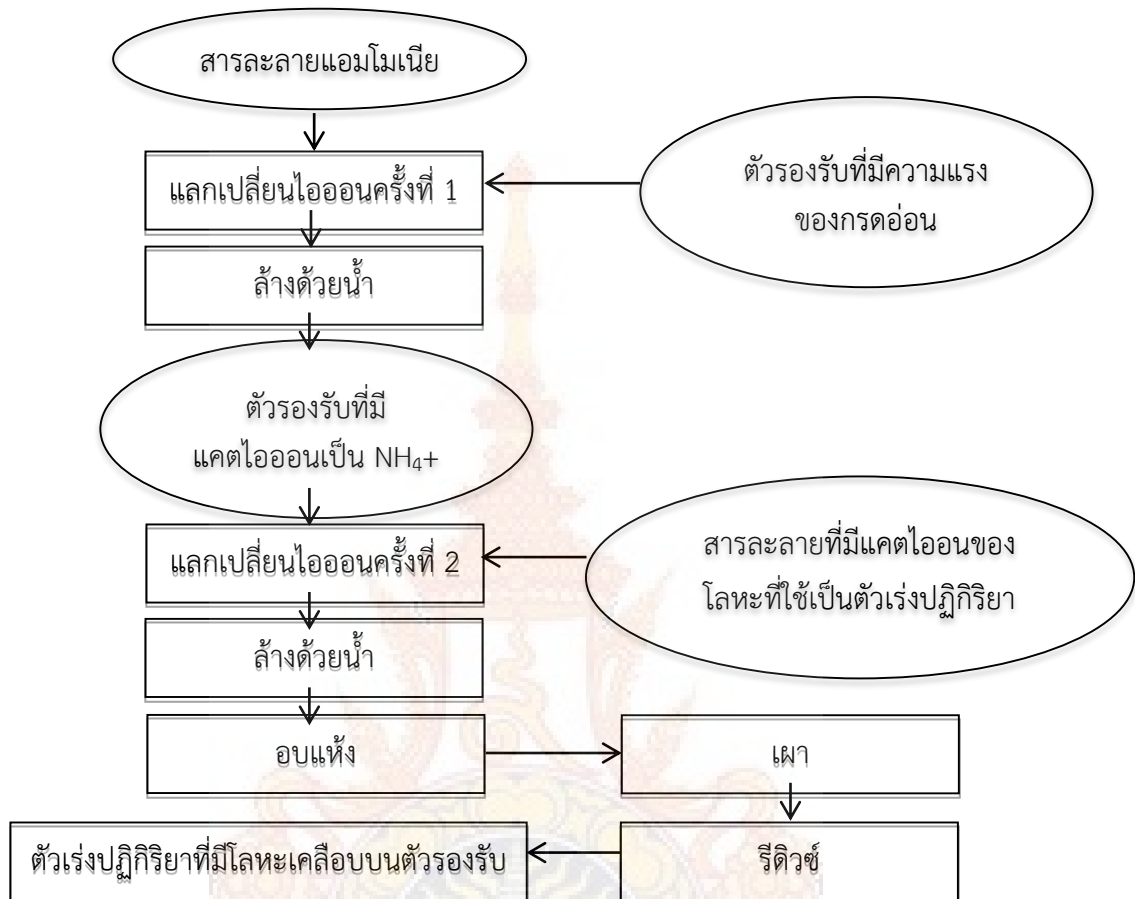 สารละลายแอมโมเนีย
แลกเปลี่ยนไอออนครั้งที่ 1
ตัวรองรับที่มีความแรง
ของกรดอ่อน
ล้างด้วยน้ำ
ตัวรองรับที่มี
แคตไอออนเป็น NH₄+
แลกเปลี่ยนไอออนครั้งที่ 2
สารละลายที่มีแคตไอออนของ
โลหะที่ใช้เป็นตัวเร่งปฏิกิริยา
ล้างด้วยน้ำ
อบแห้ง
เผา
รีดิวซ์
ตัวเร่งปฏิกิริยาที่มีโลหะเคลือบบนตัวรองรับ